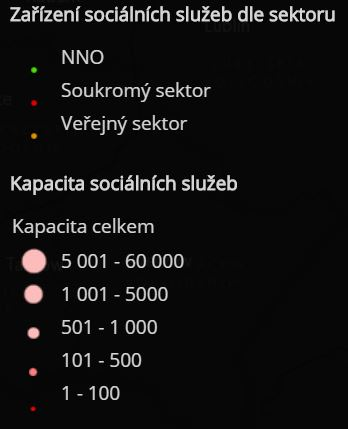 Zařízení sociálních služeb dle sektoru
NNO
Soukromý sektor
Veřejný sektor
Kapacita sociálních služeb
Kapacita celkem
5 001 - 60 000
1 001 - 5000
501 - 1 000
101 - 500
1 - 100